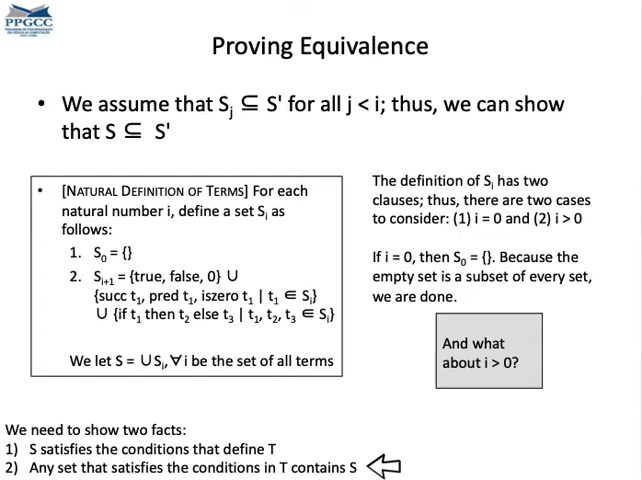 PPGCC
Proving Equivalence
• We assume that Sj ⊆ S' for all j < i; thus, we can show
that S ⊆ S'
• [NATURAL DEFINITION OF TERMS] For each
natural number i, define a set Si as
follows:
1. S0 = {}
2. Si+1 = {true, false, 0} ∪
{succ t1, pred t1, iszero t1 | t1 ∈ Si}
∪ {if t1 then t2 else t3 | t1, t2, t3 ∈ Si}
We let S = ∪Si, ∀i be the set of all terms
The definition of Si has two
clauses; thus, there are two cases
to consider: (1) i = 0 and (2) i > 0
If i = 0, then S0 = {}. Because the
empty set is a subset of every set,
we are done.
And what
about i > 0?
We need to show two facts:
1) S satisfies the conditions that define T
2) Any set that satisfies the conditions in T contains S